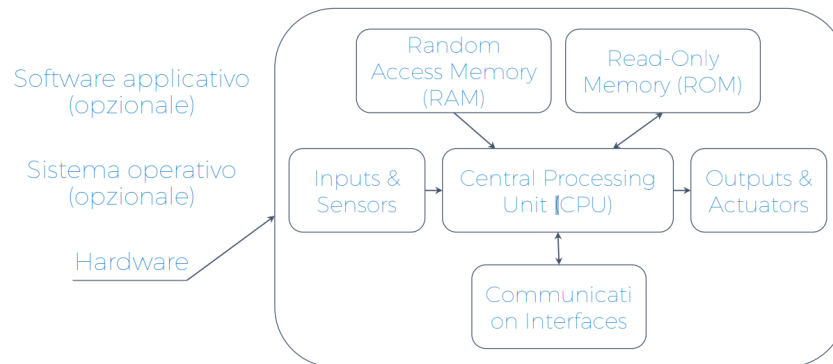 Software applicativo
(opzionale)
Sistema operativo
(opzionale)
Hardware
Random
Access Memory
(RAM)
Read-Only
Memory (ROM)
Inputs &
Sensors
Central Processing
Unit (CPU)
Outputs &
Actuators
Communicati
on Interfaces